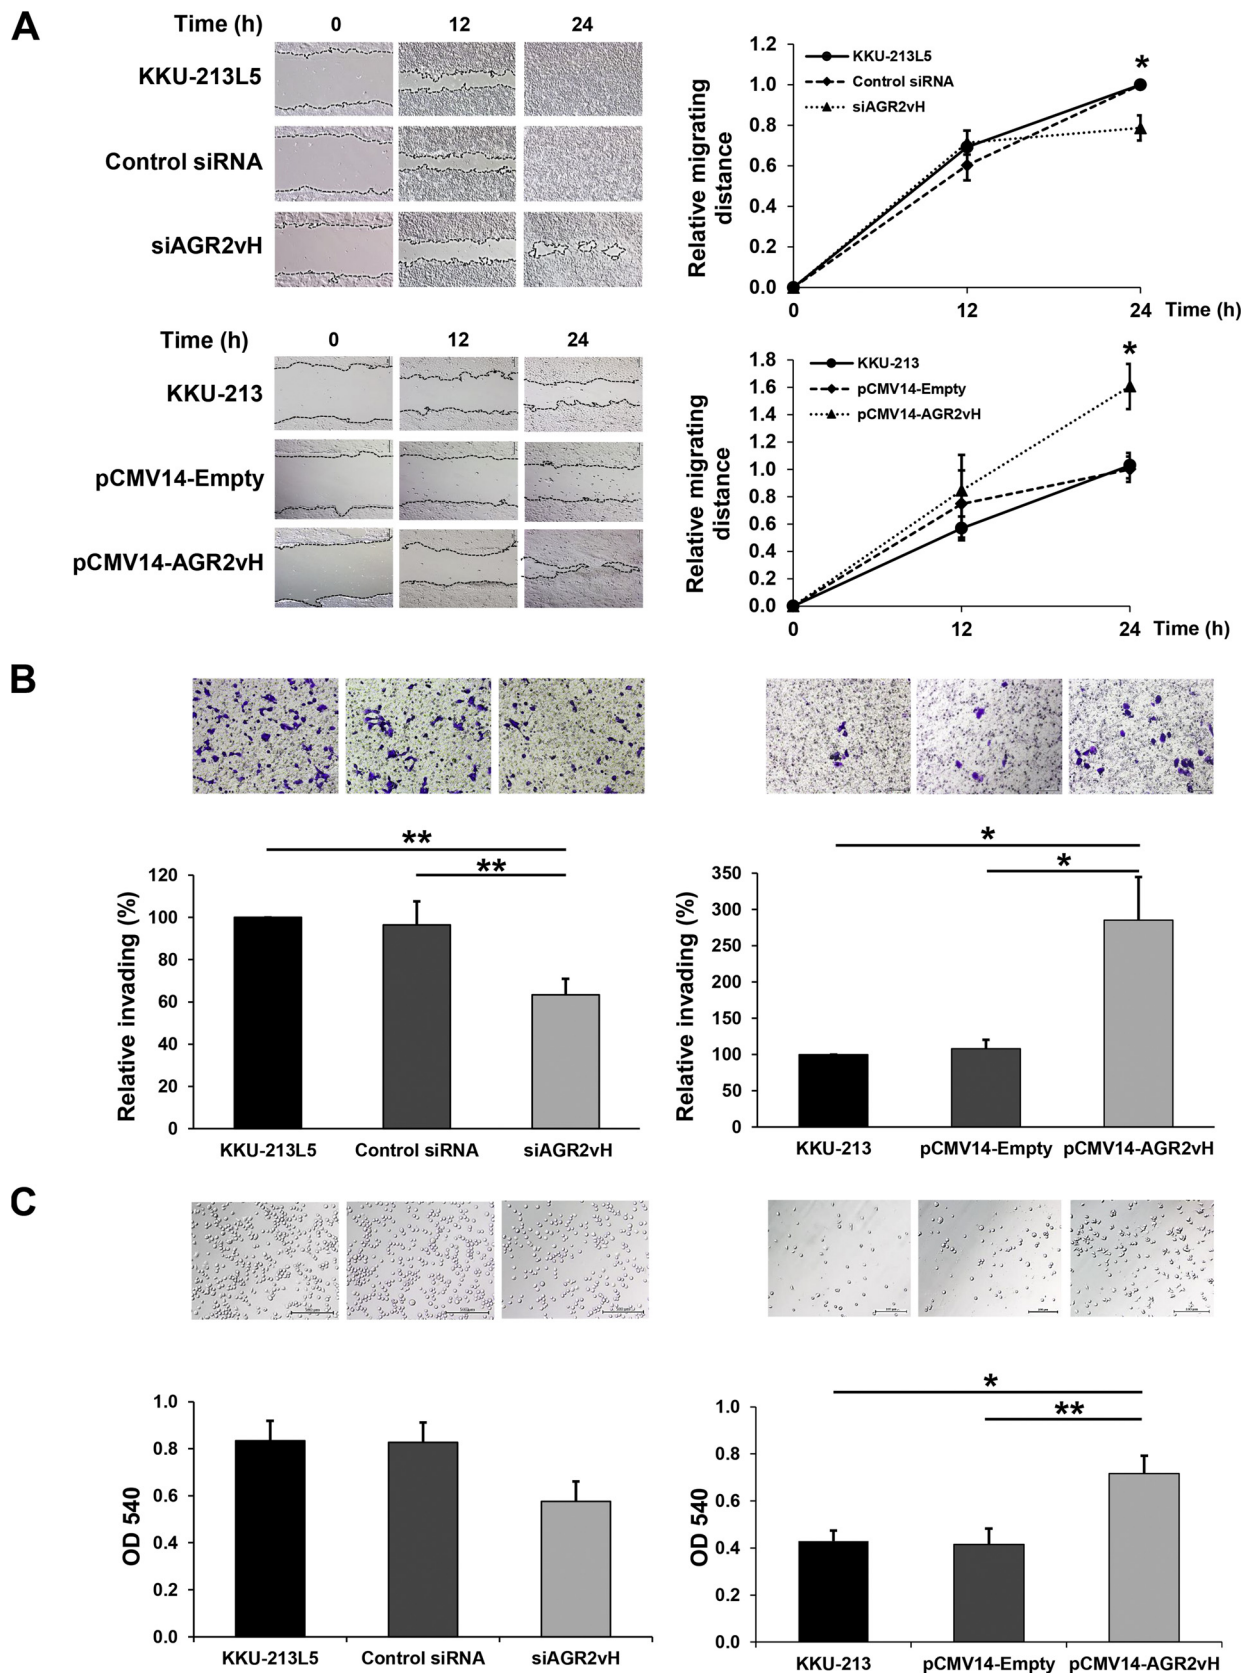 A
Time (h) 0 12 24
KKU-213L5
Control siRNA
siAGR2vH
Relative migrating
distance
1.2
1.0
0.8
0.6
0.4
0.2
0.0
KKU-213L5
Control siRNA
siAGR2vH
*
0 12 24 Time (h)
Time (h) 0 12 24
KKU-213
pCMV14-Empty
pCMV14-AGR2vH
Relative migrating
distance
1.8
1.6
1.4
1.2
1.0
0.8
0.6
0.4
0.2
0.0
KKU-213
pCMV14-Empty
pCMV14-AGR2vH
*
0 12 24 Time (h)
B
Relative invading (%)
120
100
80
60
40
20
0
**
**
KKU-213L5 Control siRNA siAGR2vH
Relative invading (%)
350
300
250
200
150
100
50
0
*
*
KKU-213 pCMV14-Empty pCMV14-AGR2vH
C
OD 540
1.0
0.8
0.6
0.4
0.2
0.0
KKU-213L5 Control siRNA siAGR2vH
OD 540
1.0
0.8
0.6
0.4
0.2
0.0
*
**
KKU-213 pCMV14-Empty pCMV14-AGR2vH